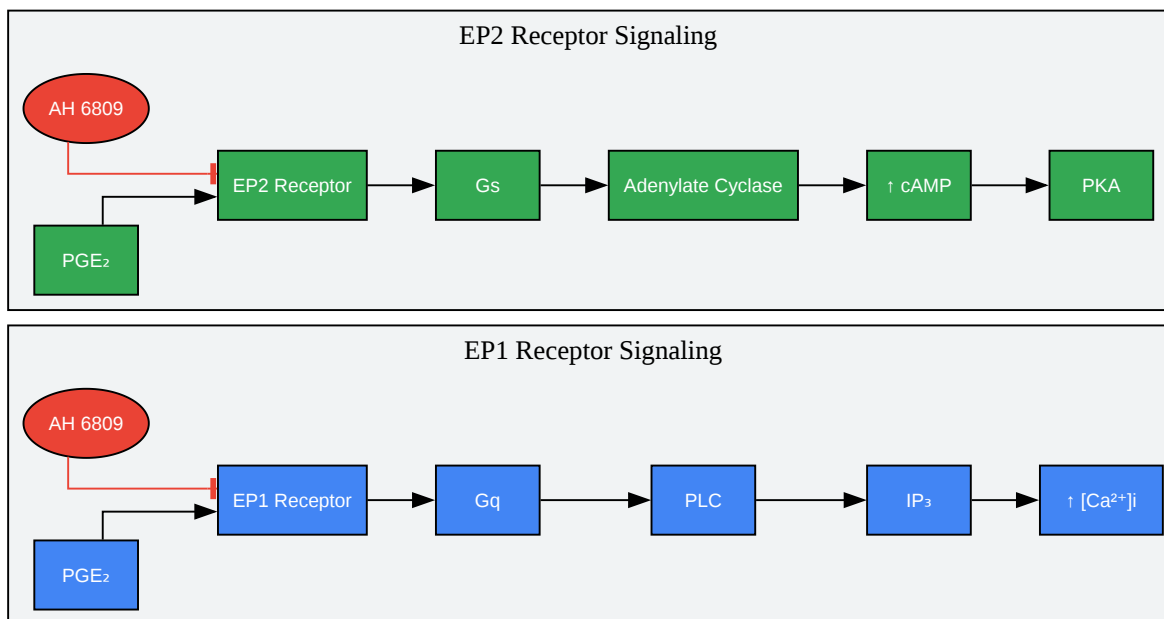 EP2 Receptor Signaling
AH 6809
EP2 Receptor
Gs
Adenylate Cyclase
↑ cAMP
PKA
PGE₂
EP1 Receptor Signaling
AH 6809
EP1 Receptor
Gq
PLC
IP₃
↑ [Ca²⁺]i
PGE₂